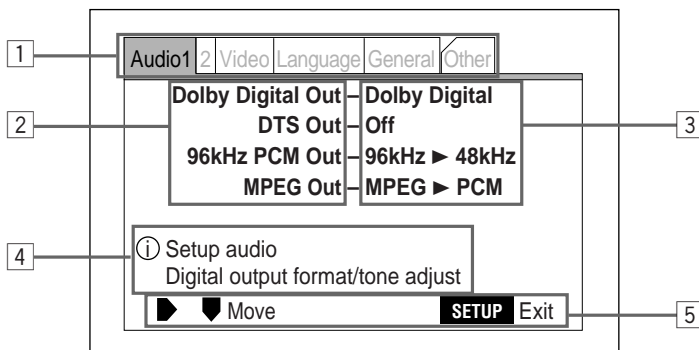 1
Audio1 2 Video Language General Other
2
Dolby Digital Out – Dolby Digital
DTS Out – Off
96kHz PCM Out – 96kHz ► 48kHz
MPEG Out – MPEG ► PCM
3
4
i Setup audio
Digital output format/tone adjust
Move SETUP Exit
5